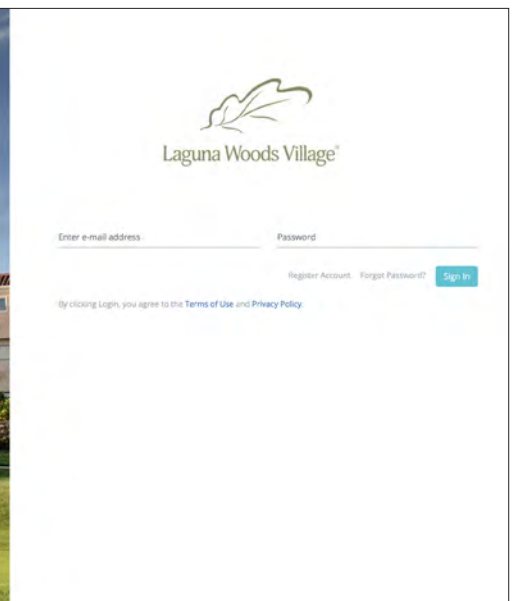 Laguna Woods Village®
Enter e-mail address Password
Register Account Forgot Password? Sign In
By clicking Login, you agree to the Terms of Use and Privacy Policy.